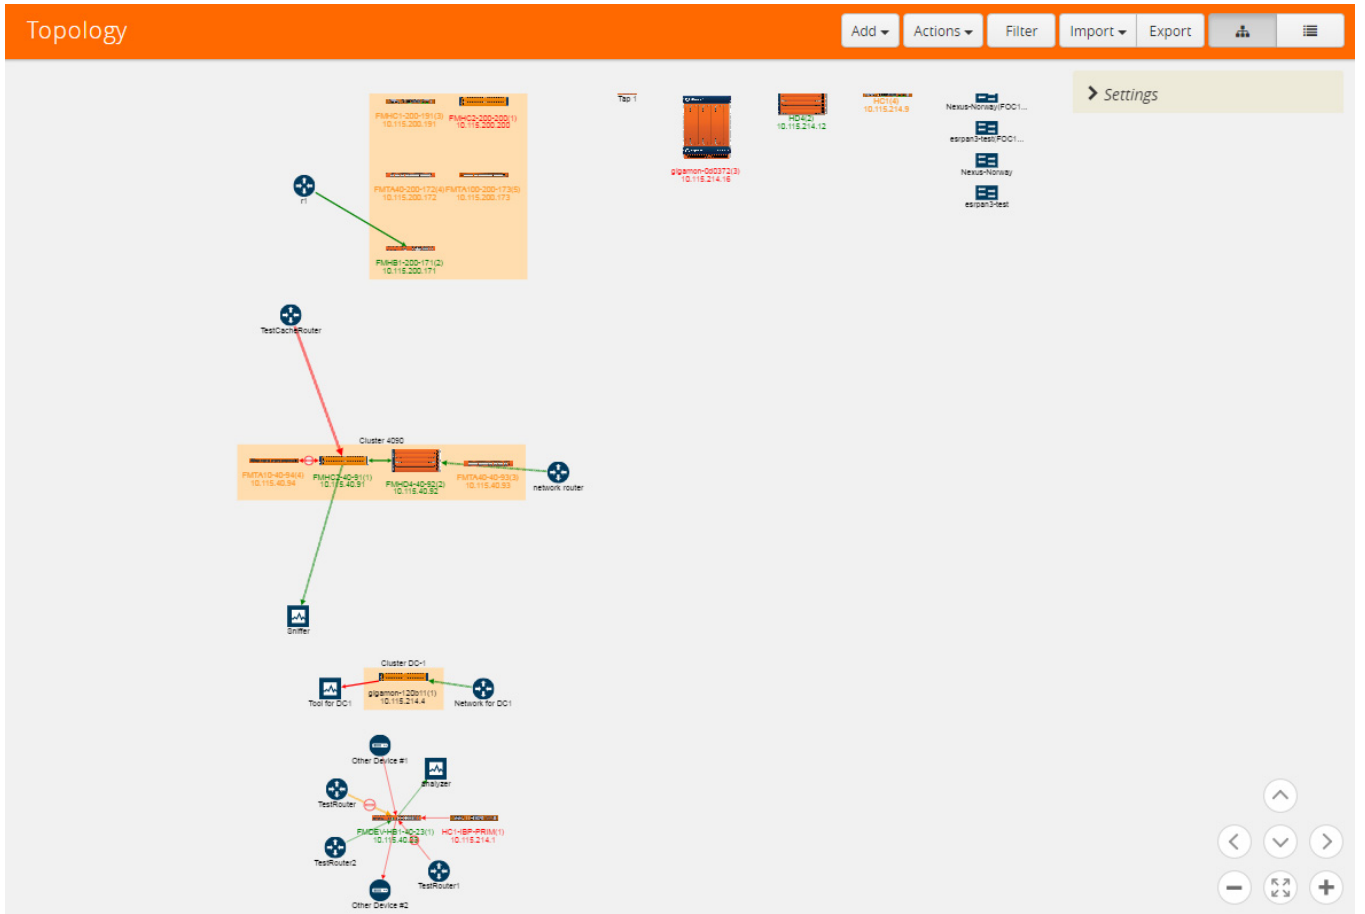 Topology
Add
Actions
Filter
Import
Export
Settings
FMHC1-200-191(3)
10.115.200.191
FMHC2-200-200(1)
10.115.200.200
FMTA40-200-172(4)
10.115.200.172
FMTA100-200-173(5)
10.115.200.173
r1
FMHB1-200-171(2)
10.115.200.171
Tap 1
gigamon-0d0372(3)
10.115.214.16
HD4(2)
10.115.214.12
HC1(4)
10.115.214.9
Nexus-Norway(FOC1...
esrpan3-test(FOC1...
Nexus-Norway
esrpan3-test
TestCacheRouter
Cluster 4090
FMTA10-40-94(4)
10.115.40.94
FMHC2-40-91(1)
10.115.40.91
FMHD4-40-92(2)
10.115.40.92
FMTA40-40-93(3)
10.115.40.93
network router
Sniffer
Cluster DC-1
gigamon-120b11(1)
10.115.214.4
Tool for DC1
Network for DC1
Other Device #1
analyzer
TestRouter
FMDEV-HB1-40-23(1)
10.115.40.23
HC1-IBP-PRIM(1)
10.115.214.1
TestRouter2
TestRouter1
Other Device #2